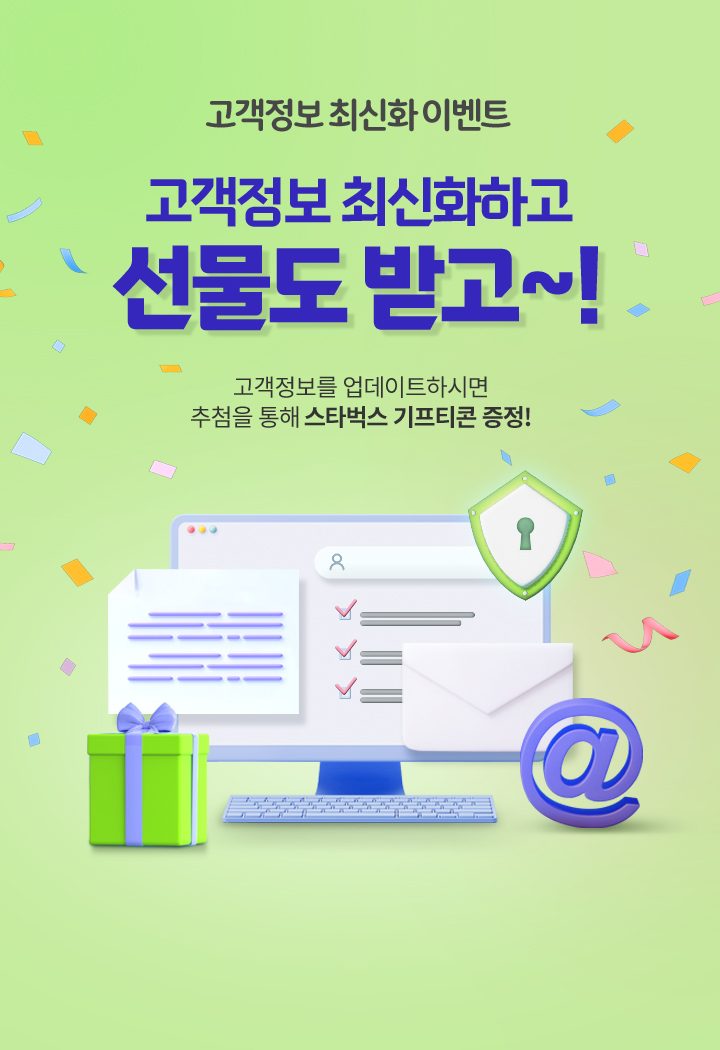 고객정보 최신화 이벤트
고객정보 최신화하고
선물도 받고~!
고객정보를 업데이트하시면
추첨을 통해 스타벅스 기프티콘 증정!
@